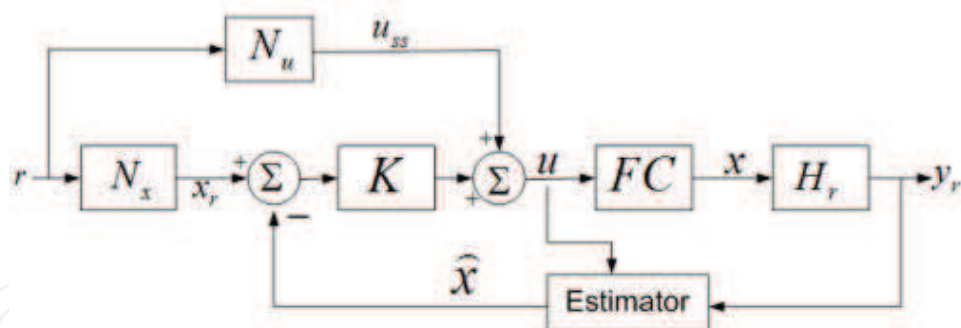 N_u
u_ss
r
N_x
x_r
+
Σ
−
K
+
+
Σ
u
FC
x
H_r
y_r
x̂
Estimator